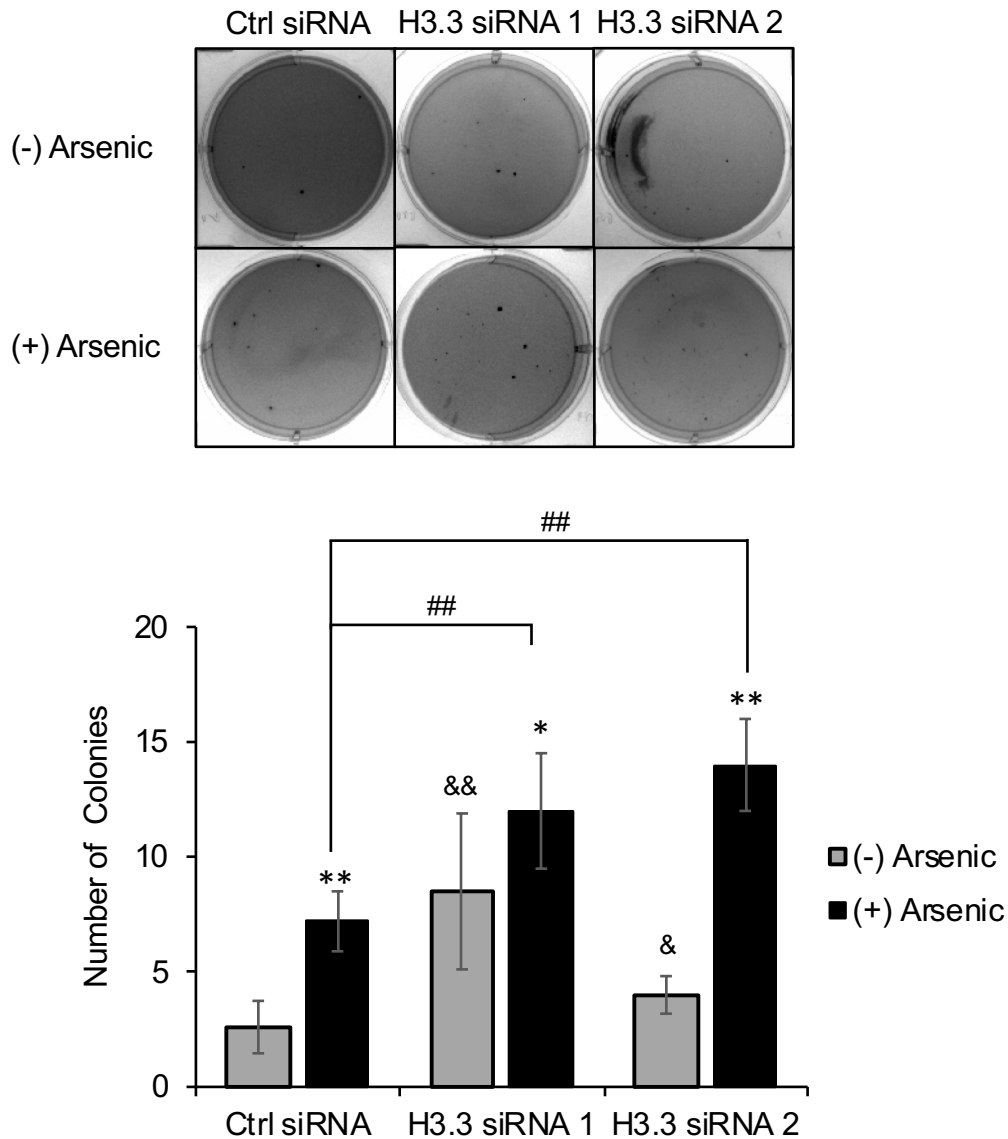 Ctrl siRNA H3.3 siRNA 1 H3.3 siRNA 2
(-) Arsenic
(+) Arsenic
##
##
20
15
10
5
0
Number of Colonies
**
&&
*
&
**
(-) Arsenic
(+) Arsenic
Ctrl siRNA H3.3 siRNA 1 H3.3 siRNA 2